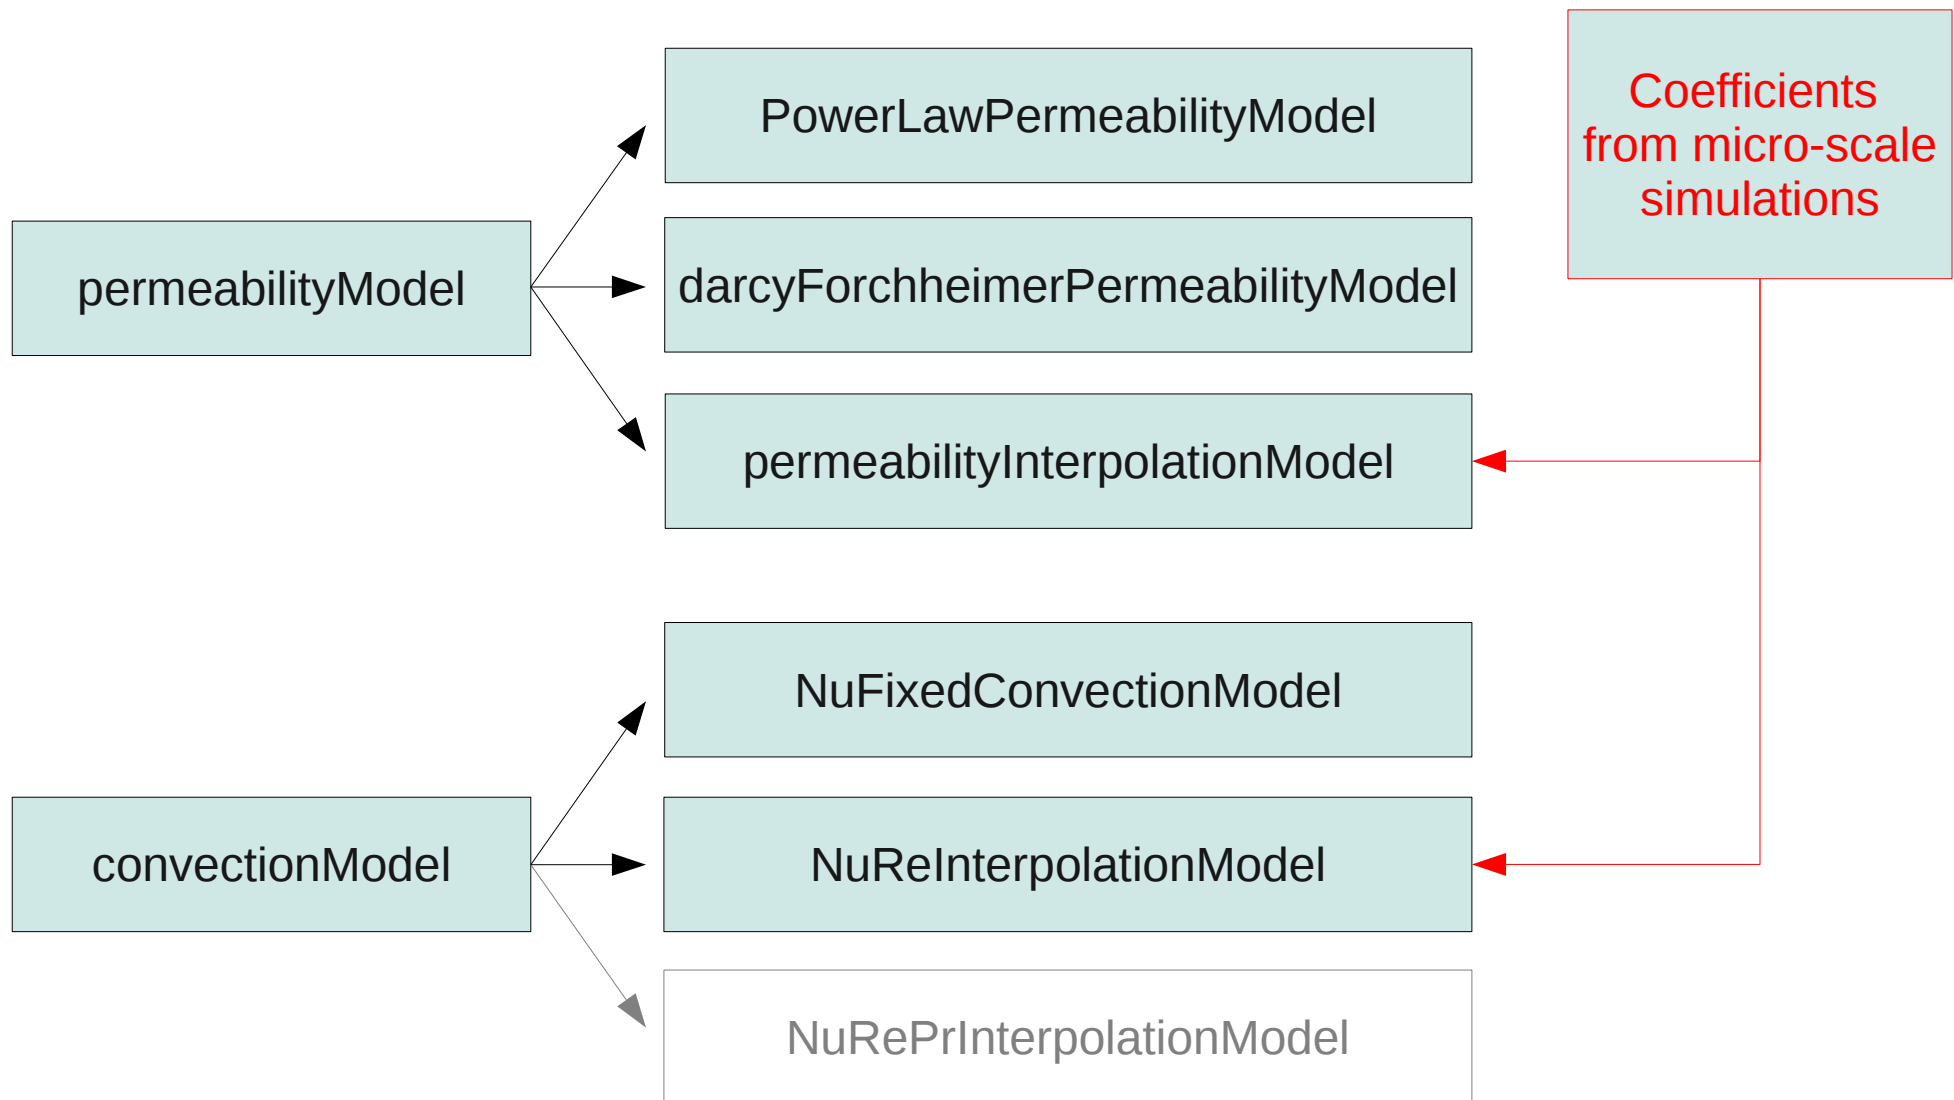 PowerLawPermeabilityModel
Coefficients
from micro-scale
simulations
permeabilityModel
darcyForchheimerPermeabilityModel
permeabilityInterpolationModel
NuFixedConvectionModel
convectionModel
NuReInterpolationModel
NuRePrInterpolationModel